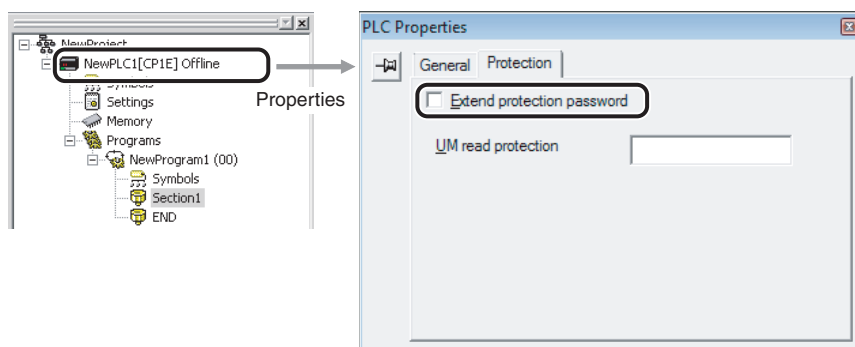 NewProject
NewPLC1[CP1E] Offline
Symbols
Settings
Memory
Programs
NewProgram1 (00)
Symbols
Section1
END
Properties
PLC Properties
General Protection
Extend protection password
UM read protection